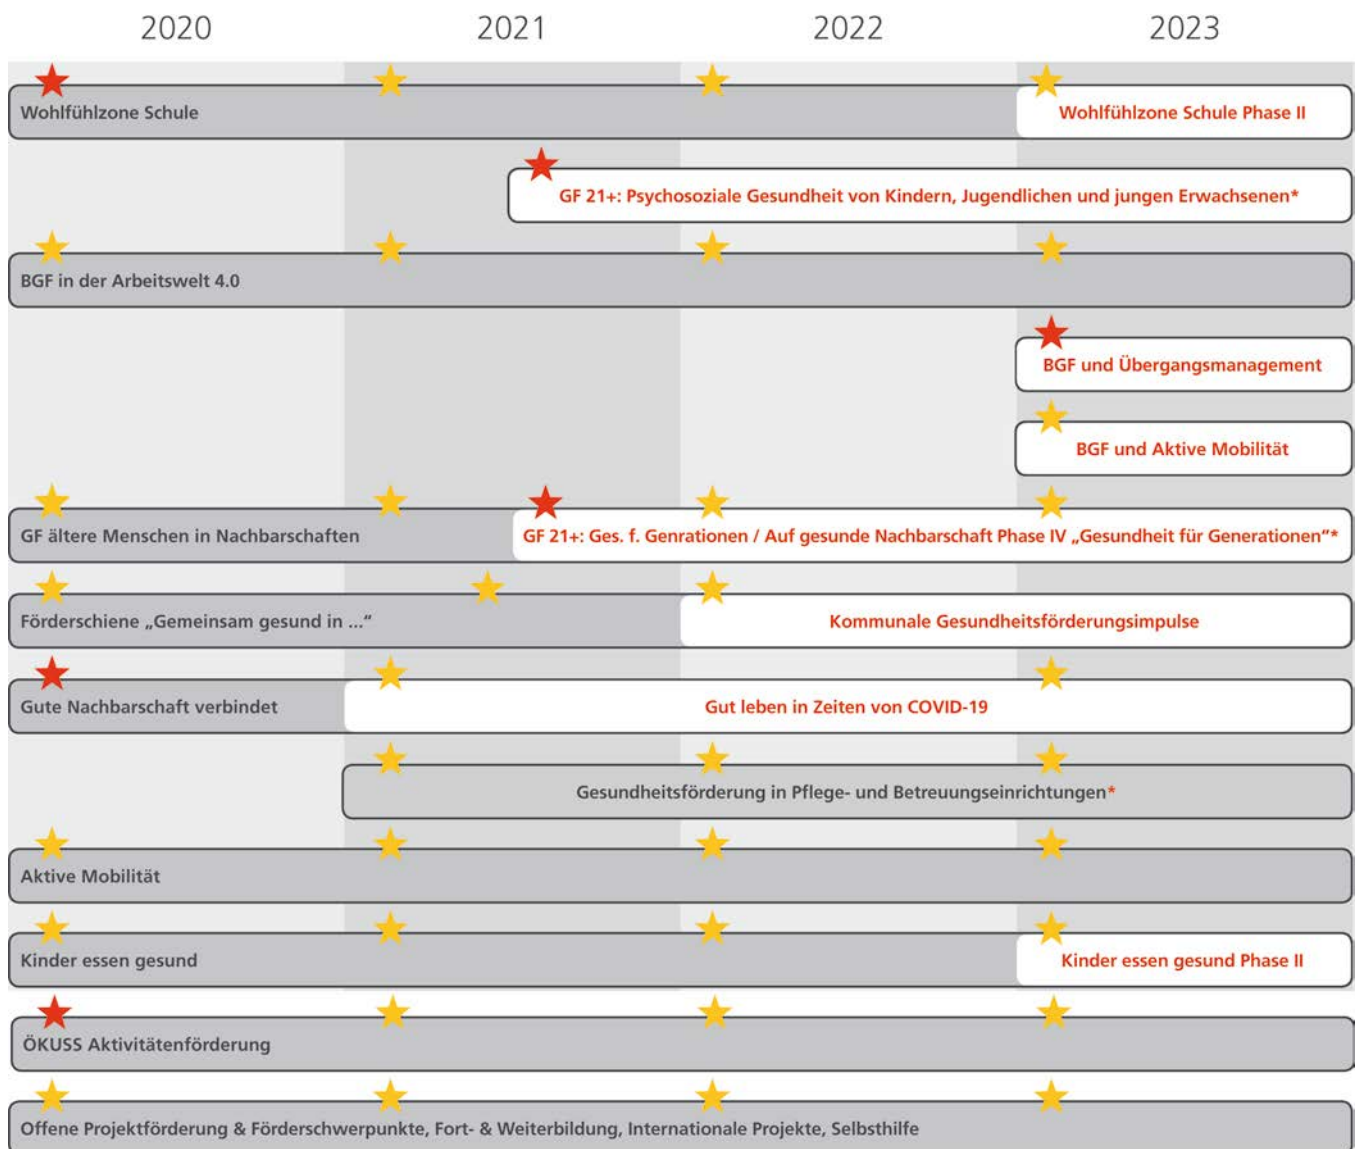 2020 2021 2022 2023
Wohlfühlzone Schule Wohlfühlzone Schule Phase II
GF 21+: Psychosoziale Gesundheit von Kindern, Jugendlichen und jungen Erwachsenen*
BGF in der Arbeitswelt 4.0
BGF und Übergangsmanagement
BGF und Aktive Mobilität
GF ältere Menschen in Nachbarschaften GF 21+: Ges. f. Genrationen / Auf gesunde Nachbarschaft Phase IV „Gesundheit für Generationen"*
Förderschiene „Gemeinsam gesund in ...“ Kommunale Gesundheitsförderungsimpulse
Gute Nachbarschaft verbindet Gut leben in Zeiten von COVID-19
Gesundheitsförderung in Pflege- und Betreuungseinrichtungen*
Aktive Mobilität
Kinder essen gesund Kinder essen gesund Phase II
ÖKUSS Aktivitätenförderung
Offene Projektförderung & Förderschwerpunkte, Fort- & Weiterbildung, Internationale Projekte, Selbsthilfe